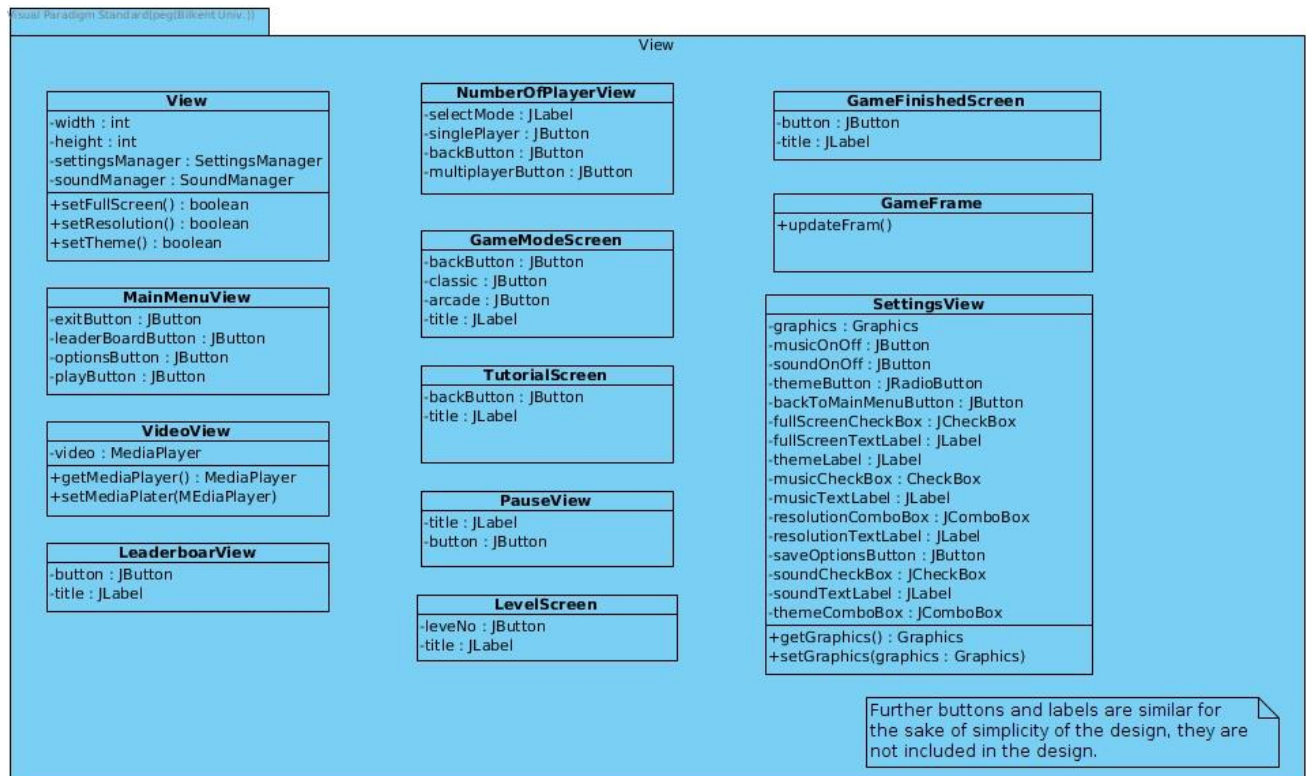 Visual Paradigm Standard(peg(Bilkent Univ.))
View
View
-width : int
-height : int
-settingsManager : SettingsManager
-soundManager : SoundManager
+setFullScreen() : boolean
+setResolution() : boolean
+setTheme() : boolean
MainMenuView
-exitButton : JButton
-leaderBoardButton : JButton
-optionsButton : JButton
-playButton : JButton
VideoView
-video : MediaPlayer
+getMediaPlayer() : MediaPlayer
+setMediaPlater(MEdiaPlayer)
LeaderboarView
-button : JButton
-title : JLabel
NumberOfPlayerView
-selectMode : JLabel
-singlePlayer : JButton
-backButton : JButton
-multiplayerButton : JButton
GameModeScreen
-backButton : JButton
-classic : JButton
-arcade : JButton
-title : JLabel
TutorialScreen
-backButton : JButton
-title : JLabel
PauseView
-title : JLabel
-button : JButton
LevelScreen
-leveNo : JButton
-title : JLabel
GameFinishedScreen
-button : JButton
-title : JLabel
GameFrame
+updateFram()
SettingsView
-graphics : Graphics
-musicOnOff : JButton
-soundOnOff : JButton
-themeButton : JRadioButton
-backToMainMenuButton : JButton
-fullScreenCheckBox : JCheckBox
-fullScreenTextLabel : JLabel
-themeLabel : JLabel
-musicCheckBox : CheckBox
-musicTextLabel : JLabel
-resolutionComboBox : JComboBox
-resolutionTextLabel : JLabel
-saveOptionsButton : JButton
-soundCheckBox : JCheckBox
-soundTextLabel : JLabel
-themeComboBox : JComboBox
+getGraphics() : Graphics
+setGraphics(graphics : Graphics)
Further buttons and labels are similar for
the sake of simplicity of the design, they are
not included in the design.